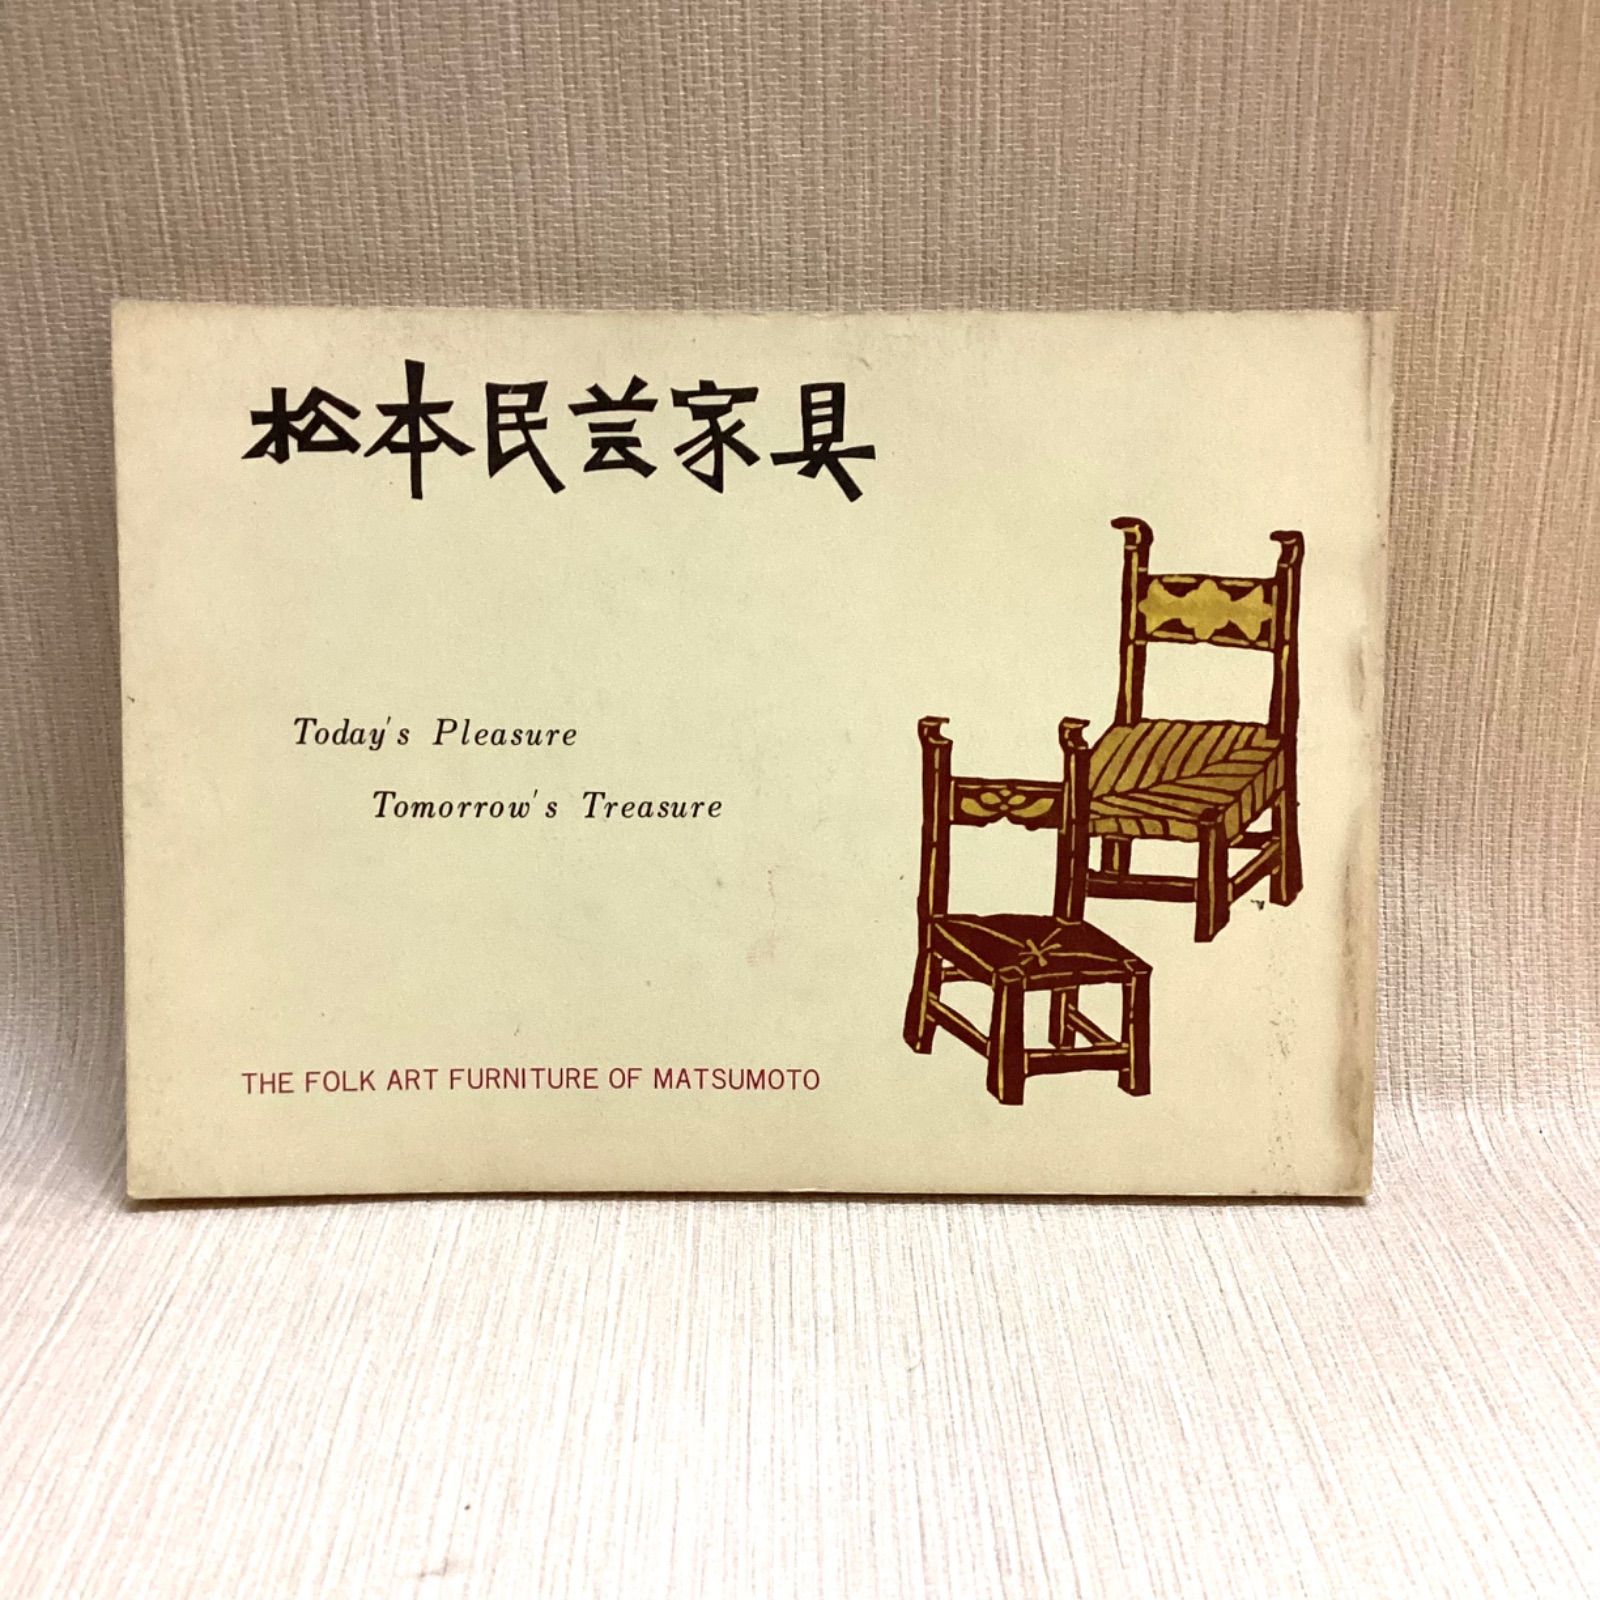 松本民芸家具
Today's Pleasure
Tomorrow's Treasure
THE FOLK ART FURNITURE OF MATSUMOTO